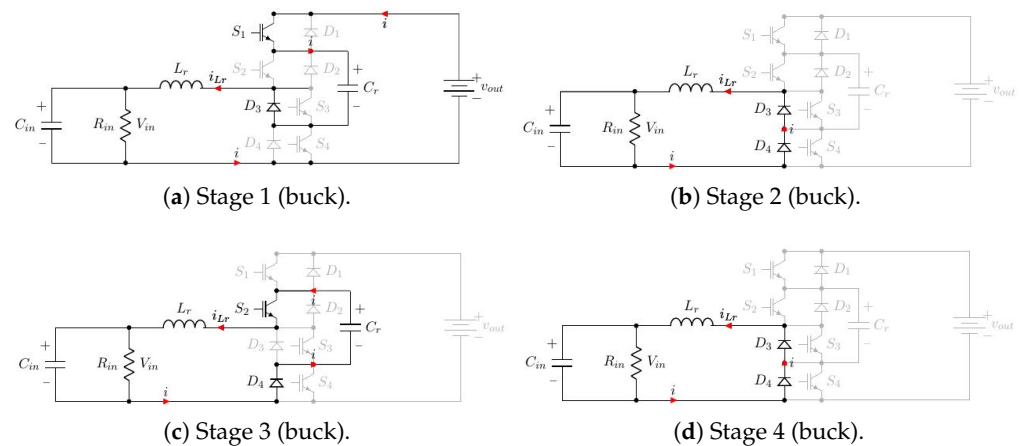 S1 D1 i i
S2 D2
Lr iLr Cr vout
D3 S3
Cin Rin Vin
D4 S4
i
(a) Stage 1 (buck).
S1 D1
S2 D2
Lr iLr Cr vout
D3 S3
Cin Rin Vin i
D4 S4
i
(b) Stage 2 (buck).
S1 D1
i
S2 D2
Lr iLr Cr vout
D3 S3
i
Cin Rin Vin
D4 S4
i
(c) Stage 3 (buck).
S1 D1
S2 D2
Lr iLr Cr vout
D3 S3
Cin Rin Vin i
D4 S4
i
(d) Stage 4 (buck).